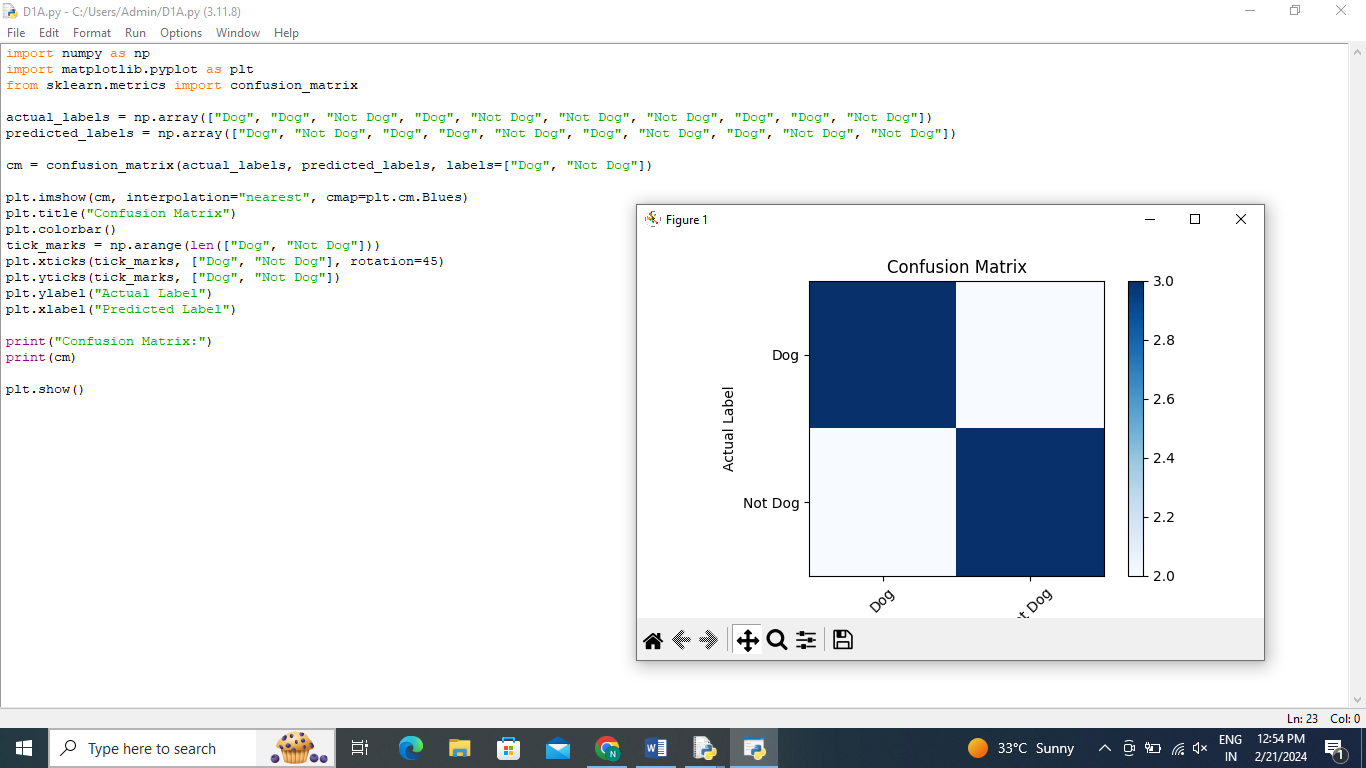 D1A.py - C:/Users/Admin/D1A.py (3.11.8)
File Edit Format Run Options Window Help
import numpy as np
import matplotlib.pyplot as plt
from sklearn.metrics import confusion_matrix
actual_labels = np.array(["Dog", "Dog", "Not Dog", "Dog", "Not Dog", "Not Dog", "Not Dog", "Dog", "Dog", "Not Dog"])
predicted_labels = np.array(["Dog", "Not Dog", "Dog", "Dog", "Not Dog", "Dog", "Not Dog", "Dog", "Not Dog", "Not Dog"])
cm = confusion_matrix(actual_labels, predicted_labels, labels=["Dog", "Not Dog"])
plt.imshow(cm, interpolation="nearest", cmap=plt.cm.Blues)
plt.title("Confusion Matrix")
plt.colorbar()
tick_marks = np.arange(len(["Dog", "Not Dog"]))
plt.xticks(tick_marks, ["Dog", "Not Dog"], rotation=45)
plt.yticks(tick_marks, ["Dog", "Not Dog"])
plt.ylabel("Actual Label")
plt.xlabel("Predicted Label")
print("Confusion Matrix:")
print(cm)
plt.show()
Figure 1
Confusion Matrix
Actual Label
Dog
Not Dog
Dog
t Dog
3.0
2.8
2.6
2.4
2.2
2.0
Ln: 23 Col: 0
Type here to search
33°C Sunny
ENG
IN
12:54 PM
2/21/2024
1